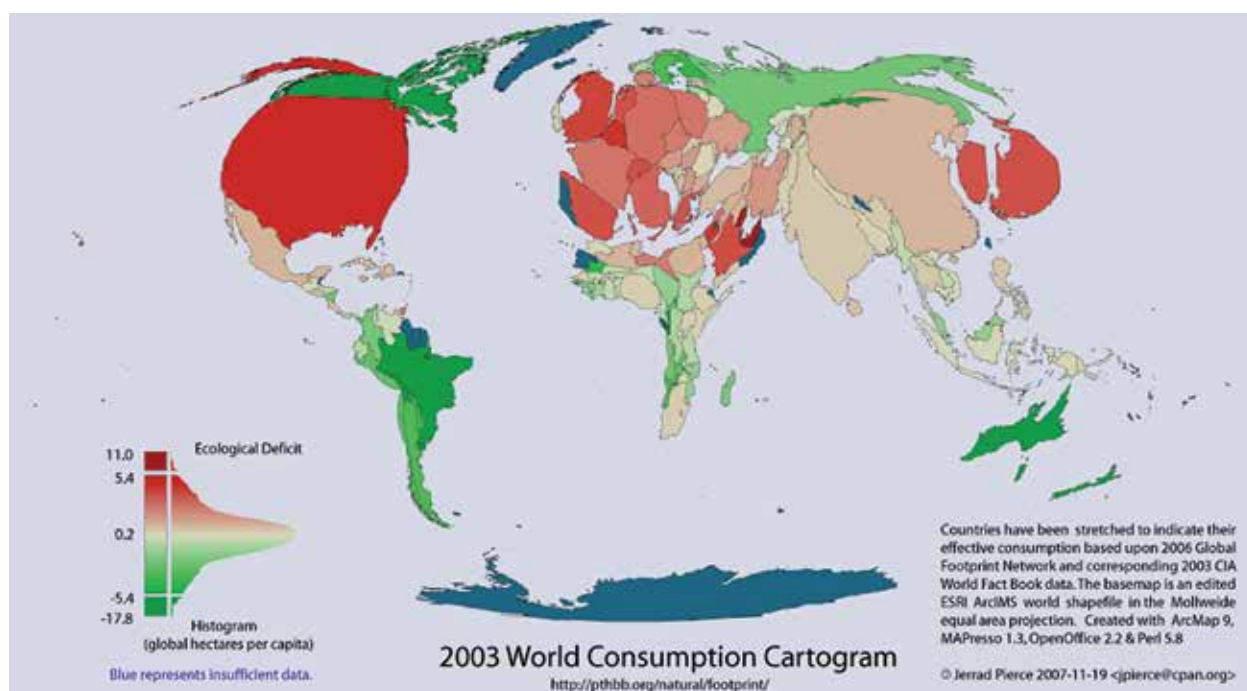 Ecological Deficit
11.0
5.4
0.2
-5.4
-17.8
Histogram
(global hectares per capita)
Blue represents insufficient data.
2003 World Consumption Cartogram
http://pthbb.org/natural/footprint/
Countries have been stretched to indicate their
effective consumption based upon 2006 Global
Footprint Network and corresponding 2003 CIA
World Fact Book data. The basemap is an edited
ESRI ArcIMS world shapefile in the Mollweide
equal area projection. Created with ArcMap 9,
MAPresso 1.3, OpenOffice 2.2 & Perl 5.8
© Jerrad Pierce 2007-11-19 <jpierce@cpan.org>